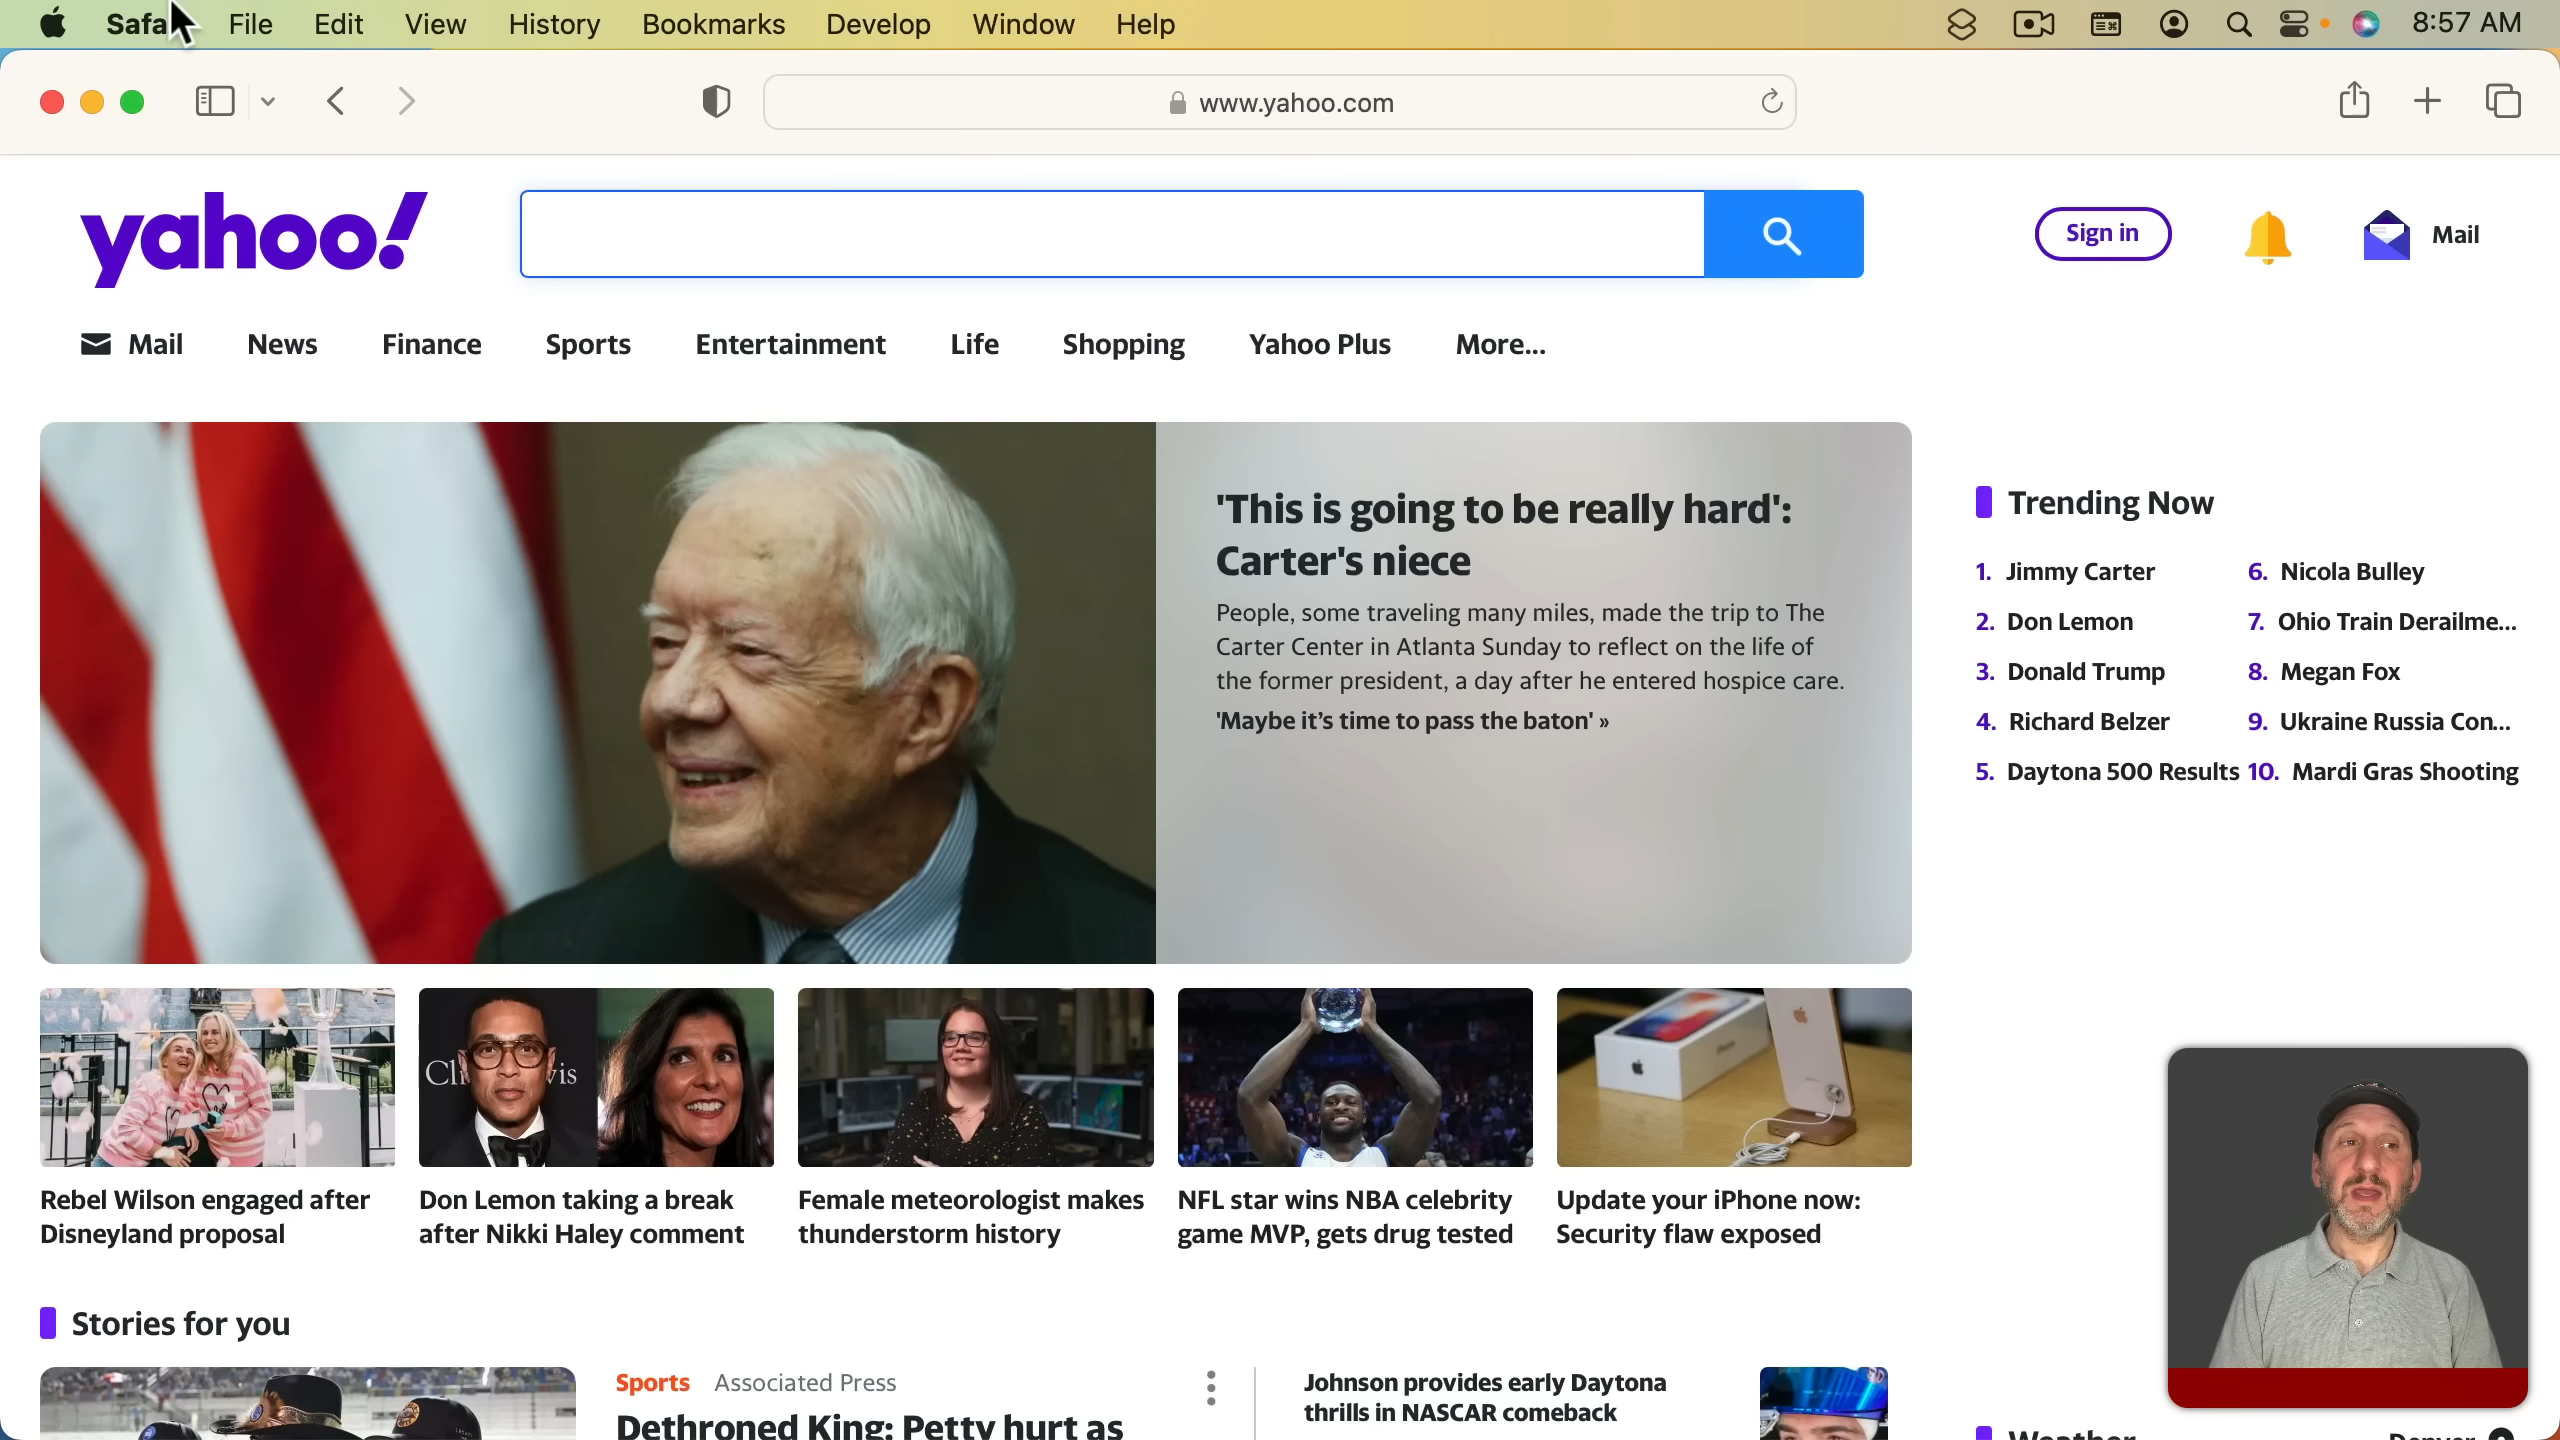 Safa File Edit View History Bookmarks Develop Window Help 8:57 AM
www.yahoo.com
yahoo!
Sign in
Mail
Mail News Finance Sports Entertainment Life Shopping Yahoo Plus More...
'This is going to be really hard':
Carter's niece
People, some traveling many miles, made the trip to The
Carter Center in Atlanta Sunday to reflect on the life of
the former president, a day after he entered hospice care.
'Maybe it’s time to pass the baton' »
Trending Now
1. Jimmy Carter
2. Don Lemon
3. Donald Trump
4. Richard Belzer
5. Daytona 500 Results
6. Nicola Bulley
7. Ohio Train Derailme...
8. Megan Fox
9. Ukraine Russia Con...
10. Mardi Gras Shooting
Rebel Wilson engaged after
Disneyland proposal
Don Lemon taking a break
after Nikki Haley comment
Female meteorologist makes
thunderstorm history
NFL star wins NBA celebrity
game MVP, gets drug tested
Update your iPhone now:
Security flaw exposed
Stories for you
Sports Associated Press
Dethroned King: Petty hurt as
Johnson provides early Daytona
thrills in NASCAR comeback
Weather
Denver